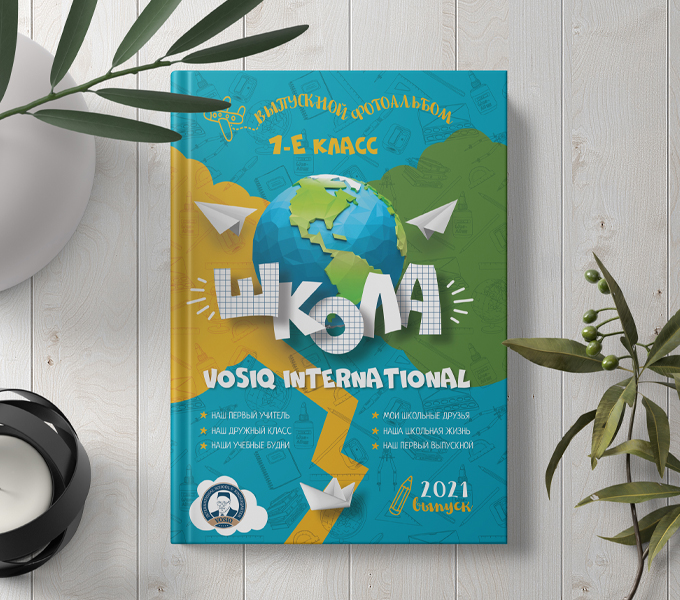 ВЫПУСКНОЙ ФОТОАЛЬБОМ
1-Е КЛАСС
ШКОЛА
VOSIQ INTERNATIONAL
НАШ ПЕРВЫЙ УЧИТЕЛЬ
НАШ ДРУЖНЫЙ КЛАСС
НАШИ УЧЕБНЫЕ БУДНИ
МОИ ШКОЛЬНЫЕ ДРУЗЬЯ
НАША ШКОЛЬНАЯ ЖИЗНЬ
НАШ ПЕРВЫЙ ВЫПУСКНОЙ
VOSIQ
2021
выпуск